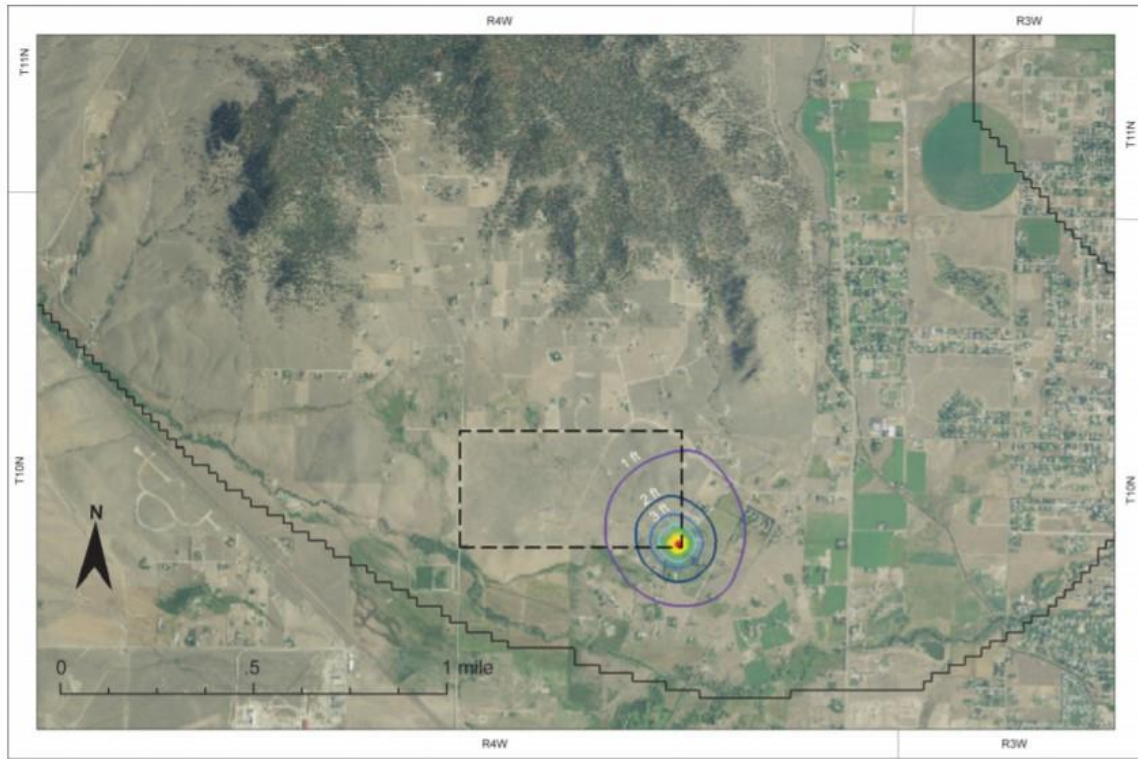 R4W
R3W
T11N
T11N
1 ft
2 ft
3 ft
T10N
T10N
N
0 .5 1 mile
R4W
R3W